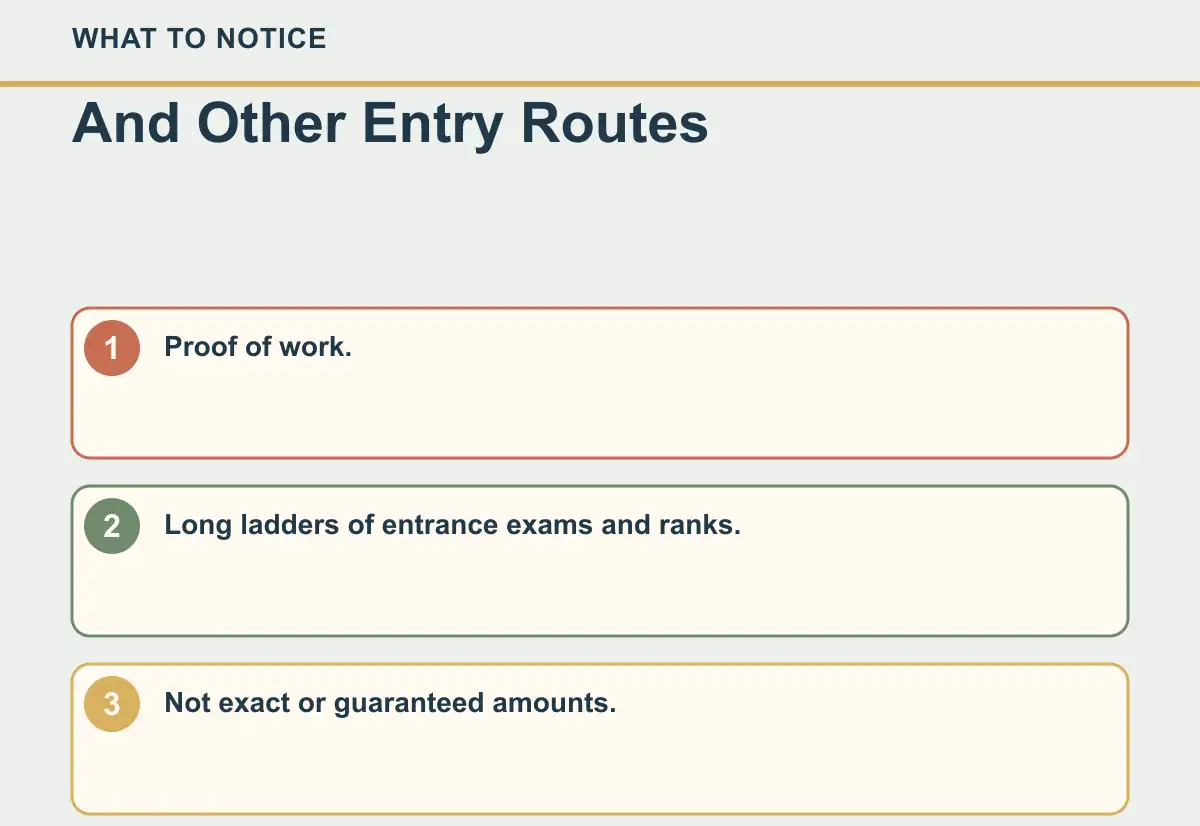 WHAT TO NOTICE
And Other Entry Routes
1 Proof of work.
2 Long ladders of entrance exams and ranks.
3 Not exact or guaranteed amounts.